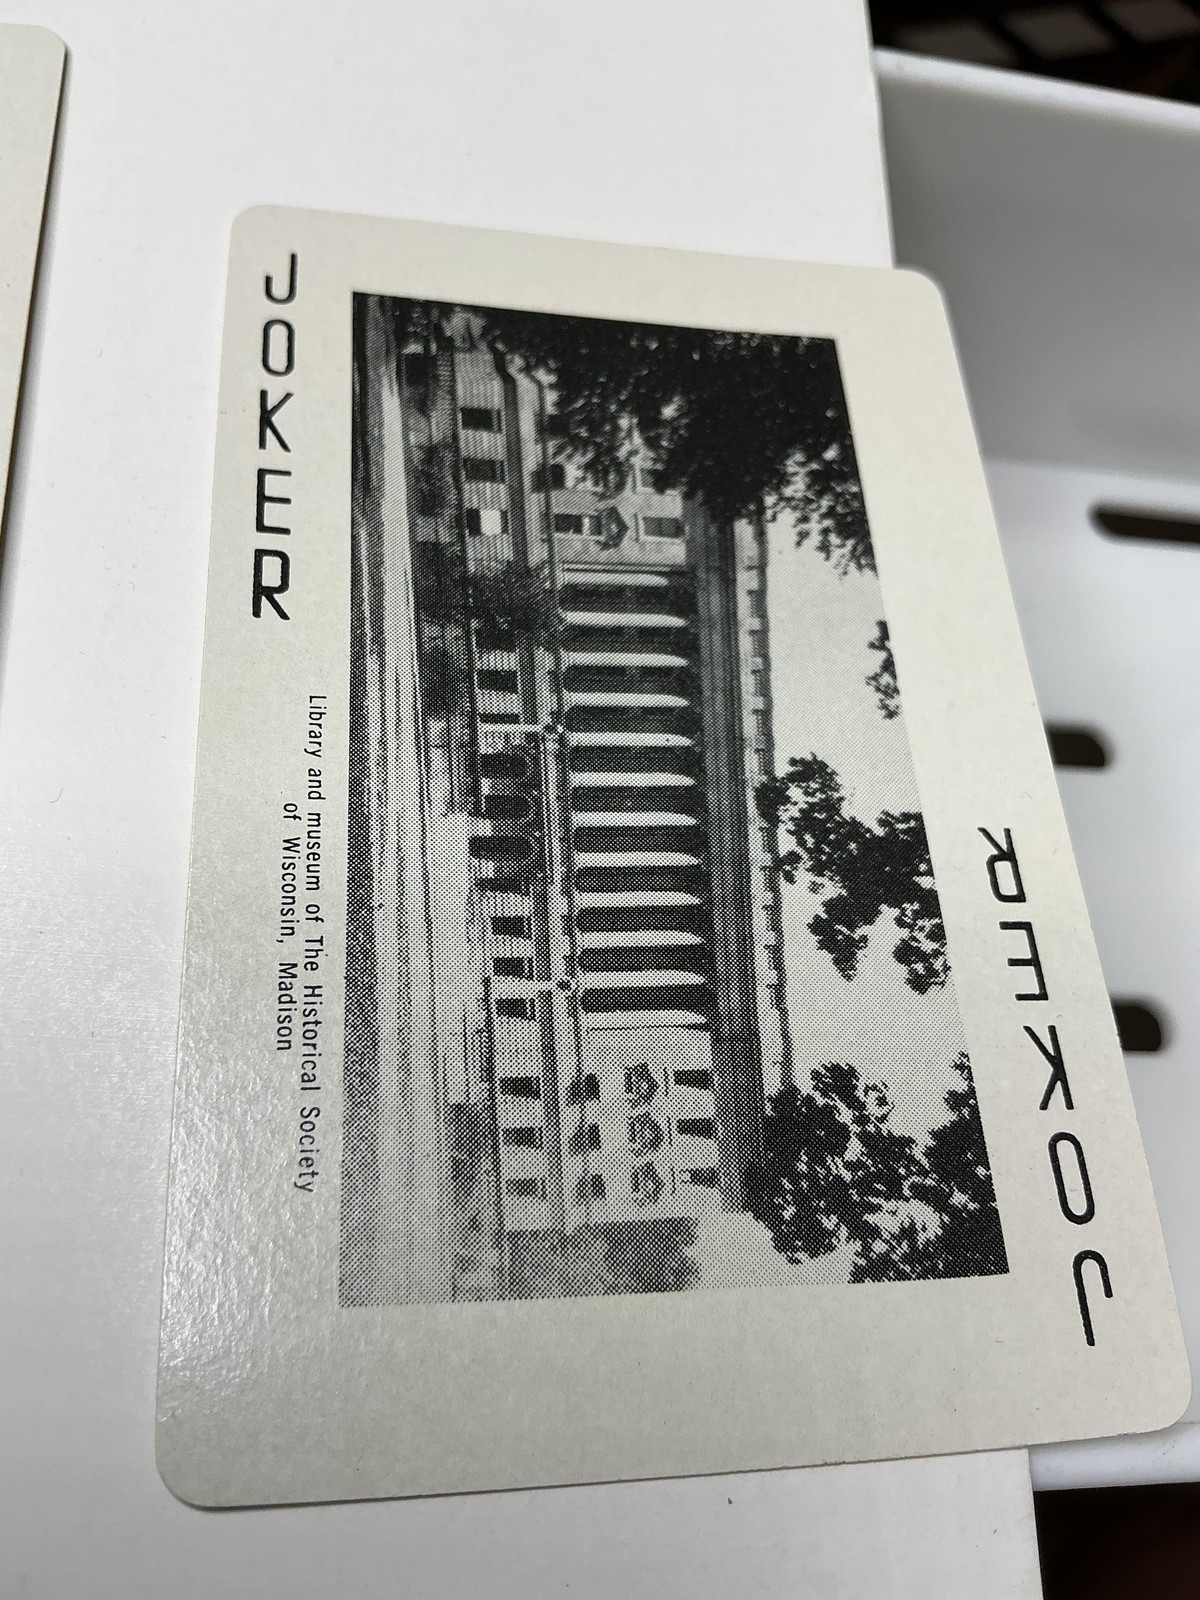 JOKER
Library and museum of The Historical Society
of Wisconsin, Madison
JOKER